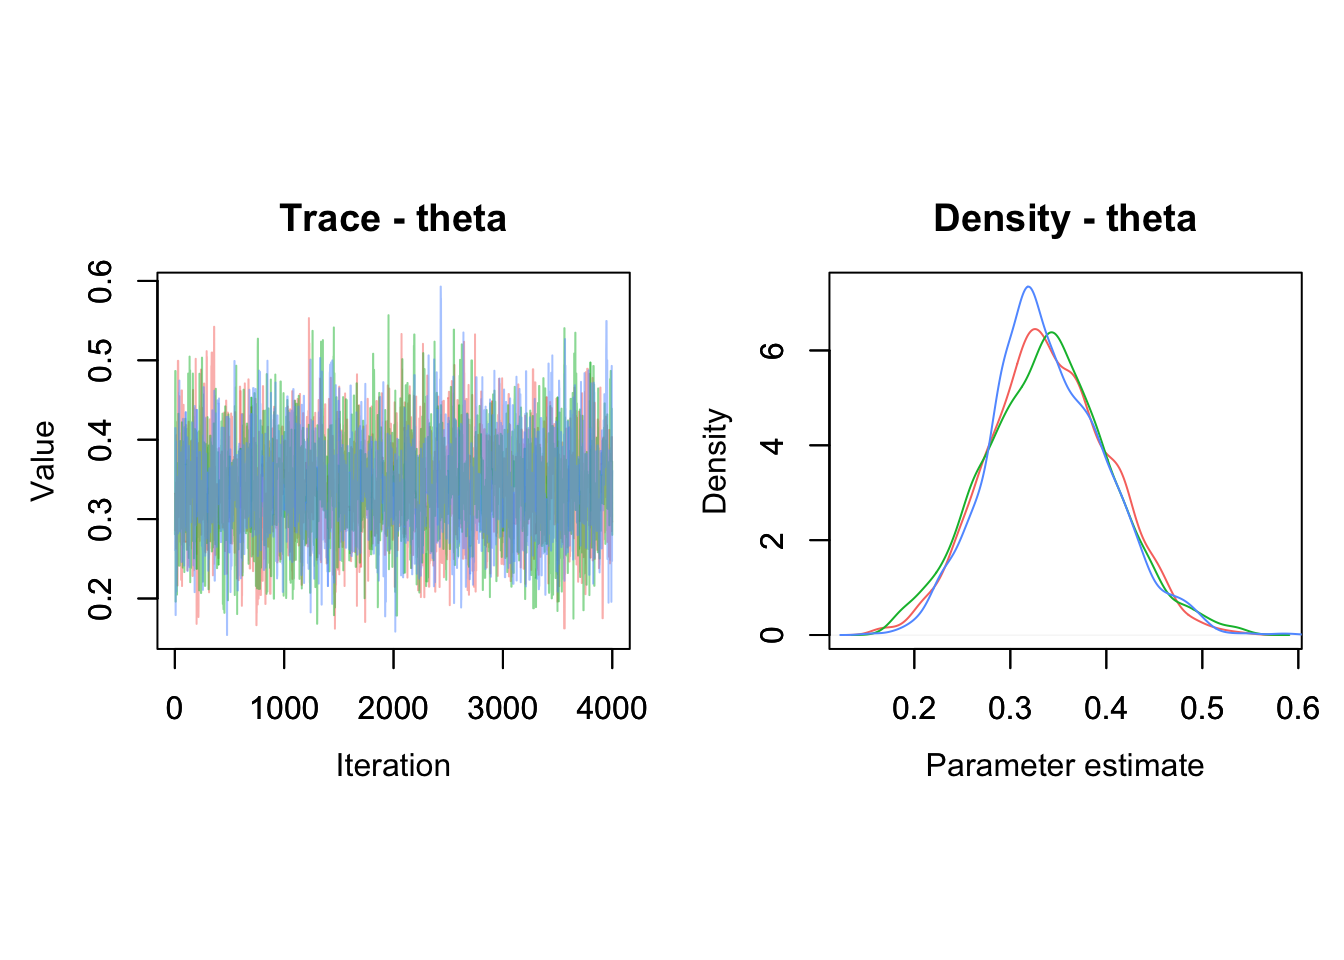 Trace - theta
Value
0.6
0.5
0.4
0.3
0.2
0 1000 2000 3000 4000
Iteration
Density - theta
Density
6
4
2
0
0.2 0.3 0.4 0.5 0.6
Parameter estimate